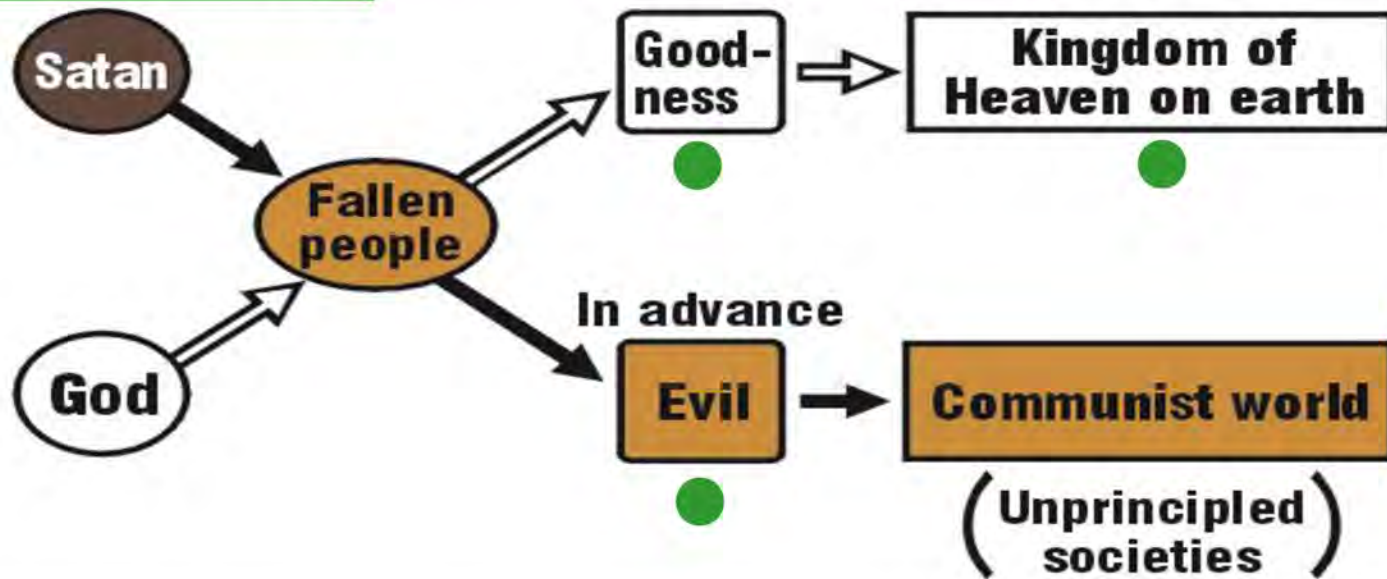 Satan
Good-
ness
Kingdom of
Heaven on earth
Fallen
people
God
In advance
Evil
Communist world
(Unprincipled
societies)